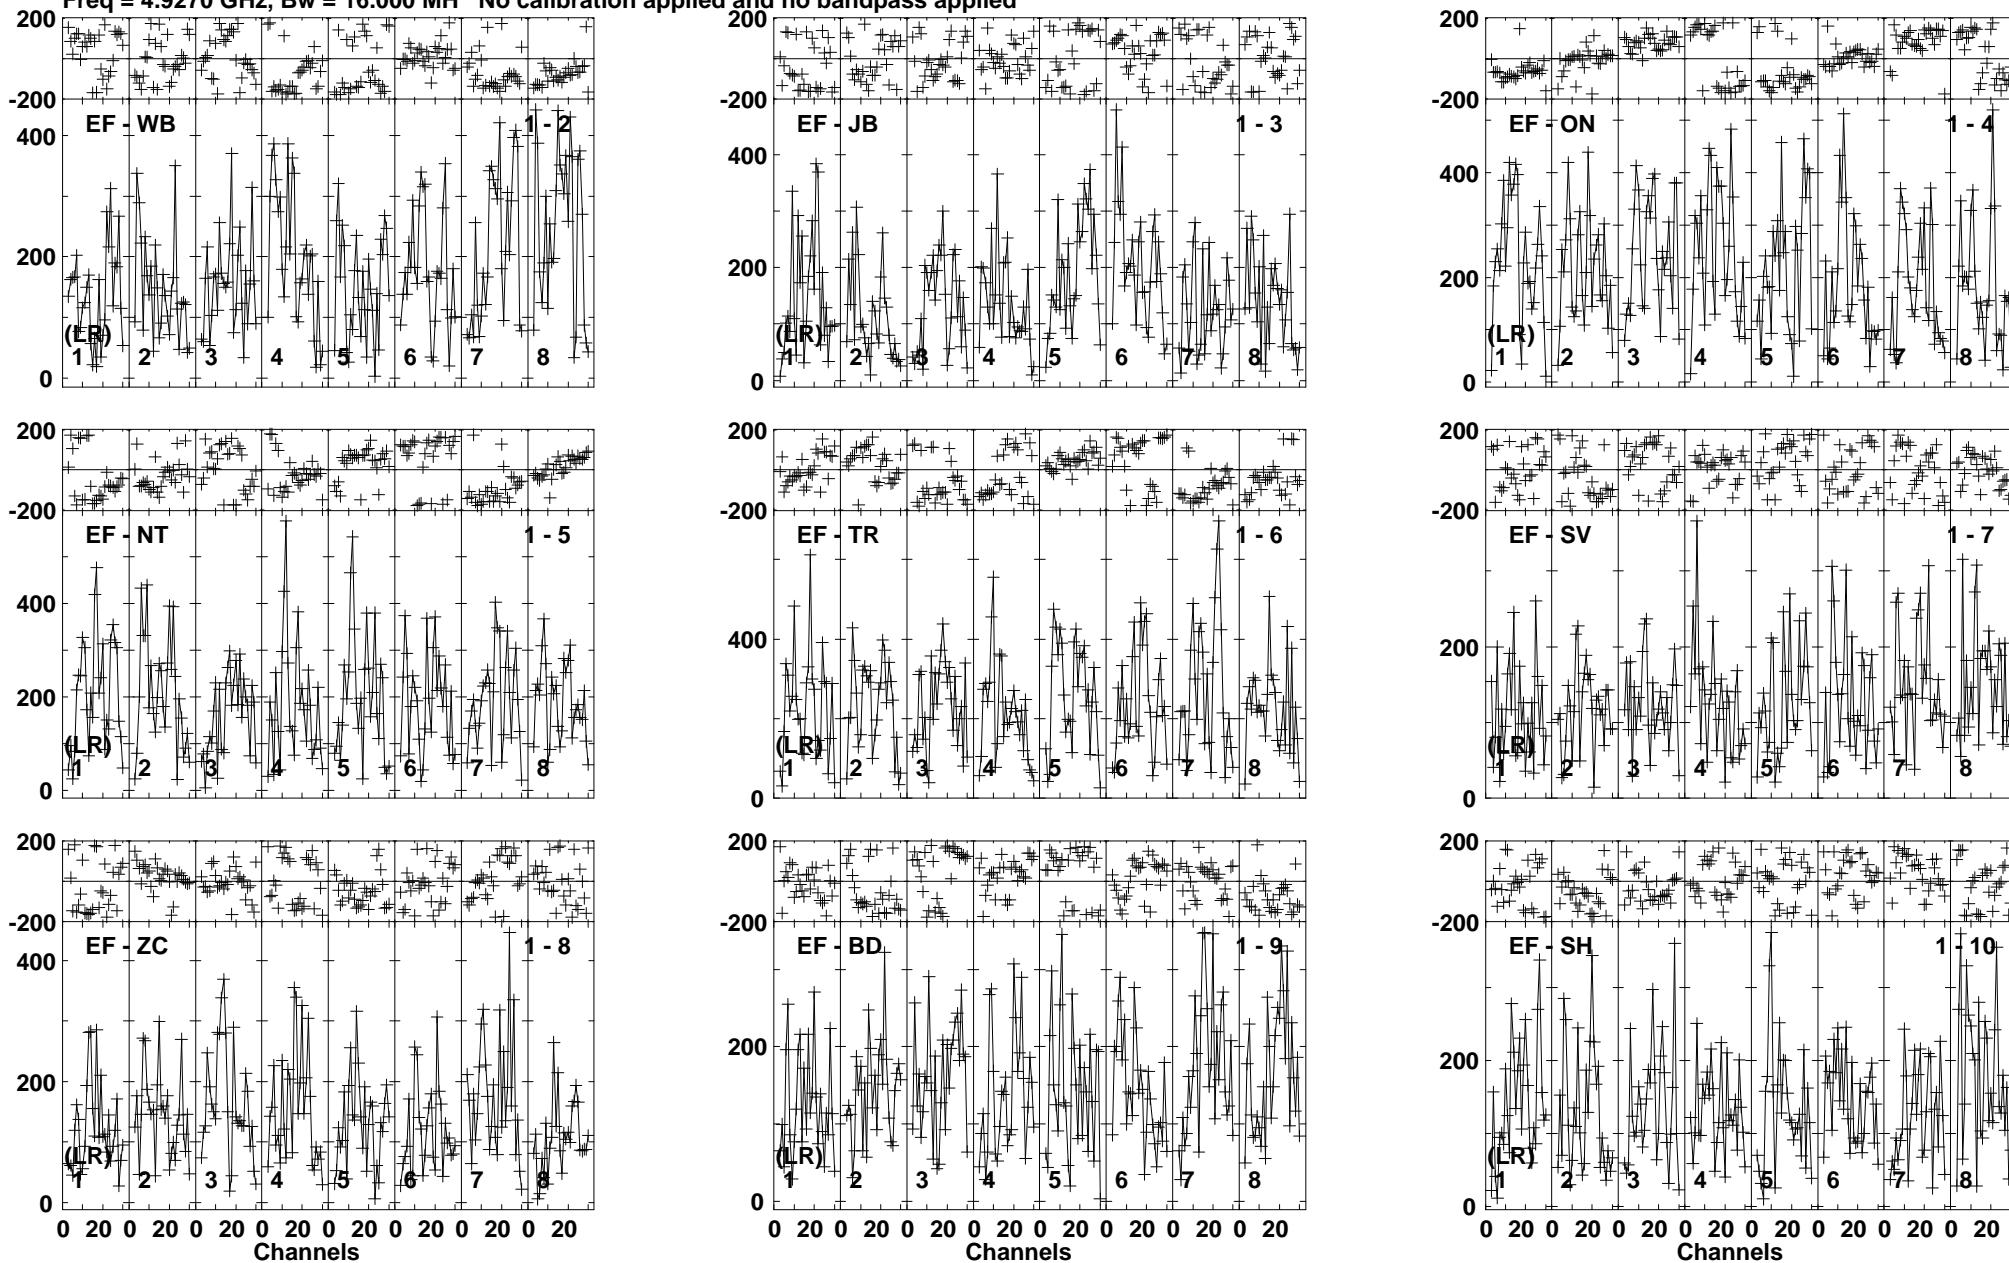 Freq = 4.9270 GHz, Bw = 16.000 MH No calibration applied and no bandpass applied
200 200 200
-200 -200 -200
EF - WB 1 - 2 EF - JB 1 - 3 EF - ON 1 - 4
400 400 400
200 200 200
(LR) (LR) (LR)
1 2 3 4 5 6 7 8 1 2 3 4 5 6 7 8 1 2 3 4 5 6 7 8
0 0 0
200 200 200
-200 -200 -200
EF - NT 1 - 5 EF - TR 1 - 6 EF - SV 1 - 7
400 400 200
200
(LR) (LR) (LR)
1 2 3 4 5 6 7 8 1 2 3 4 5 6 7 8 1 2 3 4 5 6 7 8
0 0 0
200 200 200
-200 -200 -200
EF - ZC 1 - 8 EF - BD 1 - 9 EF - SH 1 - 10
400 200 200
200
(LR) (LR) (LR)
1 2 3 4 5 6 7 8 1 2 3 4 5 6 7 8 1 2 3 4 5 6 7 8
0 0 0
0 20 0 20 0 20 0 20 0 20 0 20 0 20 0 20 0 20 0 20 0 20 0 20 0 20 0 20 0 20 0 20 0 20 0 20 0 20 0 20 0 20 0 20 0 20 0 20
Channels Channels Channels